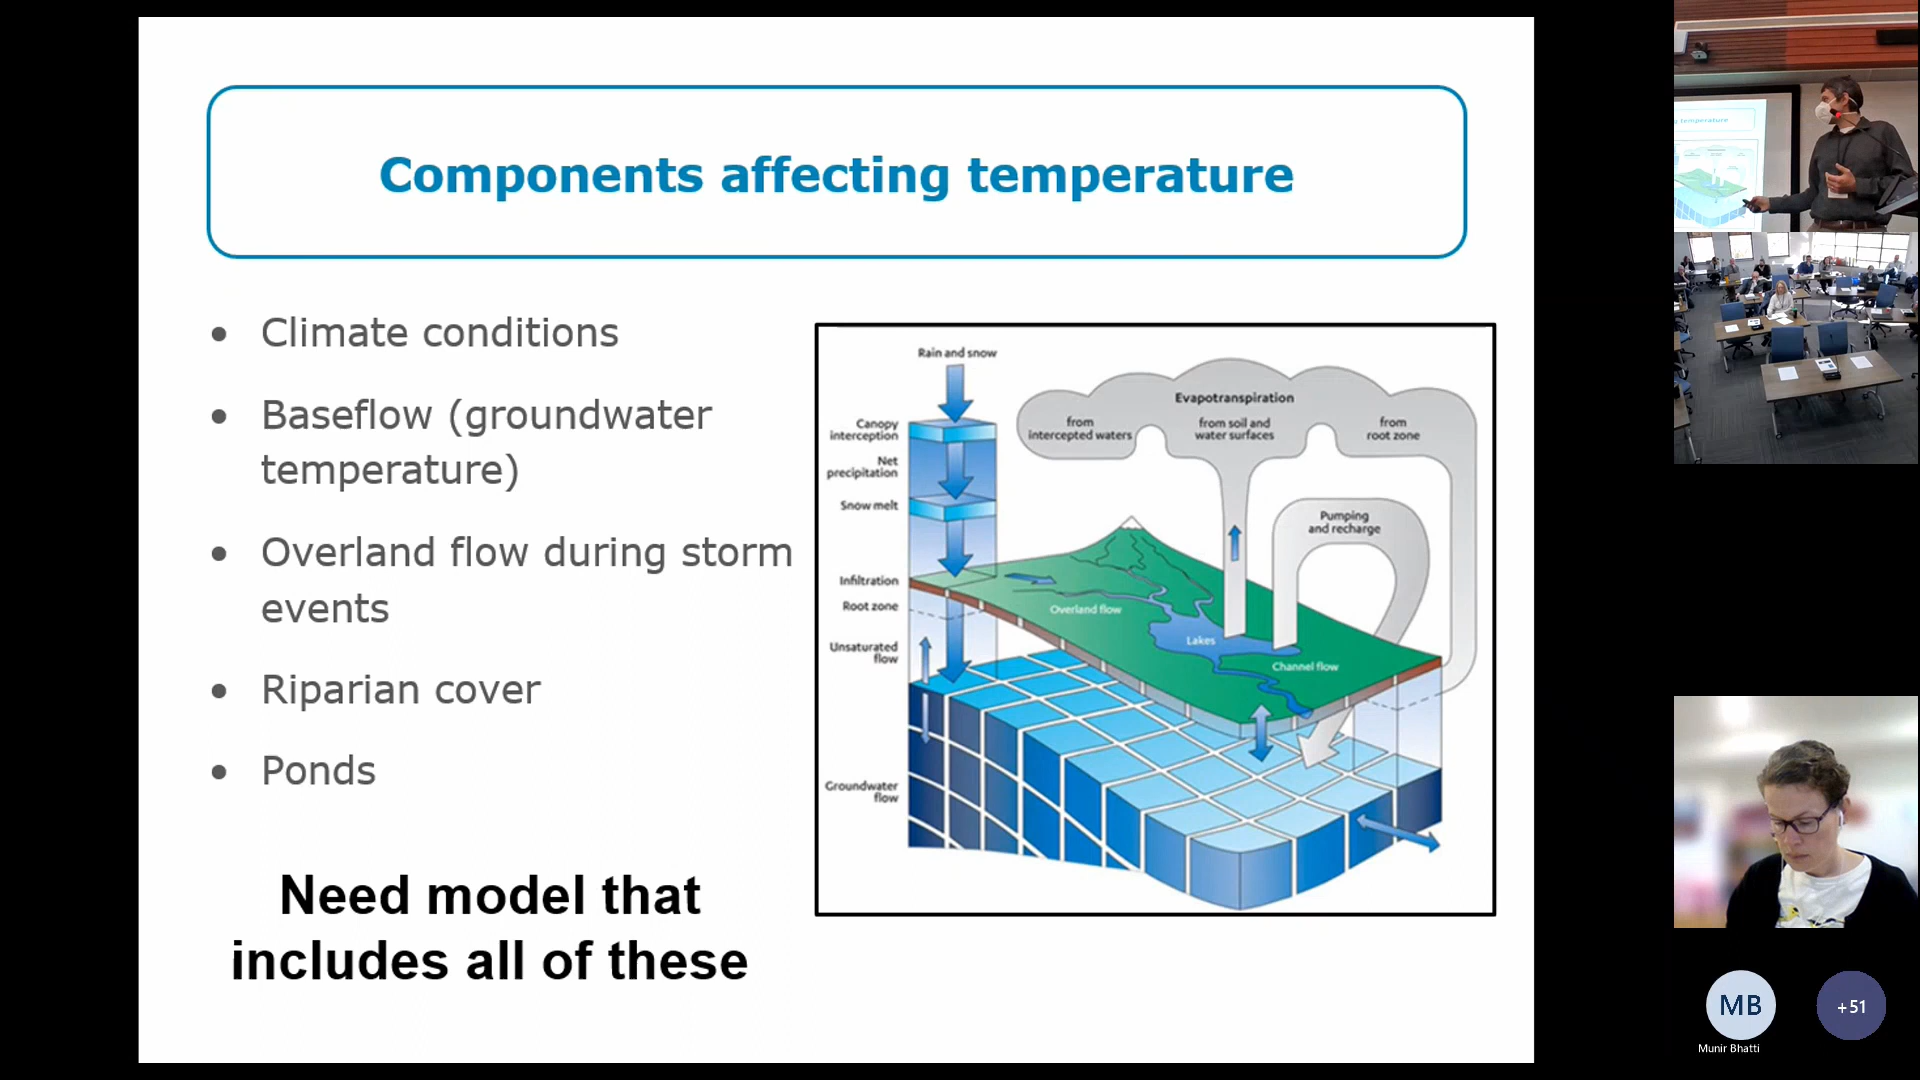 Components affecting temperature
• Climate conditions
• Baseflow (groundwater
temperature)
• Overland flow during storm
events
• Riparian cover
• Ponds
Need model that
includes all of these
Rain and snow
Canopy
interception
Net
precipitation
Snow melt
Infiltration
Root zone
Unsaturated
flow
Groundwater
flow
Evapotranspiration
from
intercepted waters
from soil and
water surfaces
from
root zone
Pumping
and recharge
Overland flow
Lakes
Channel flow
temperature
MB
+51
Munir Bhatti